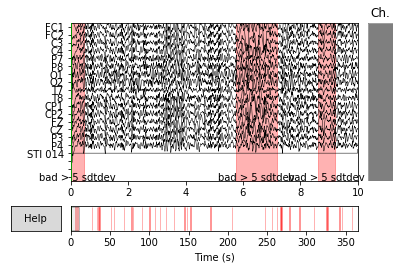 Ch.
FC1
FC2
C3
C4
P7
P8
O1
O2
T8
CP1
CP2
Fz
Cz
P3
P4
STI 014
bad > 5 sdtdev bad > 5 sdtdev bad > 5 sdtdev
0 2 4 6 8 10
Help
0 50 100 150 200 250 300 350
Time (s)